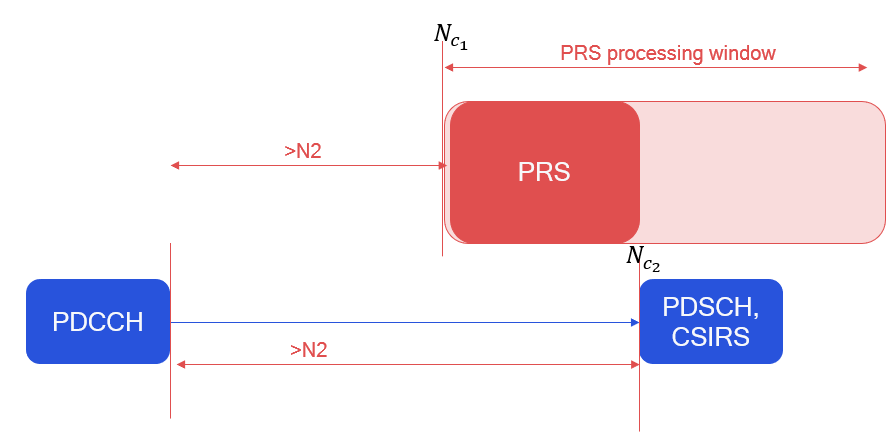 N_{c_1}
PRS processing window
>N2
PRS
N_{c_2}
PDCCH
PDSCH,
CSIRS
>N2